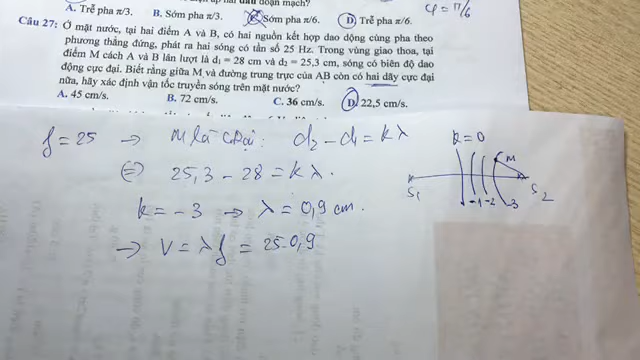 A. Trễ pha π/3. B. Sớm pha π/3. C. Sớm pha π/6. D. Trễ pha π/6.
φ = π/6
Câu 27: Ở mặt nước, tại hai điểm A và B, có hai nguồn kết hợp dao động cùng pha theo
phương thẳng đứng, phát ra hai sóng có tần số 25 Hz. Trong vùng giao thoa, tại
điểm M cách A và B lần lượt là d₁ = 28 cm và d₂ = 25,3 cm, sóng có biên độ dao
động cực đại. Biết rằng giữa M và đường trung trực của AB còn có hai dãy cực đại
nữa, hãy xác định vận tốc truyền sóng trên mặt nước?
A. 45 cm/s. B. 72 cm/s. C. 36 cm/s. D. 22,5 cm/s.
f = 25 → M là CĐại: d₂ - d₁ = kλ
⇔ 25,3 - 28 = kλ.
k = -3 → λ = 0,9 cm.
→ V = λf = 25.0,9
k = 0
M
S₁ -1 -2 -3 S₂